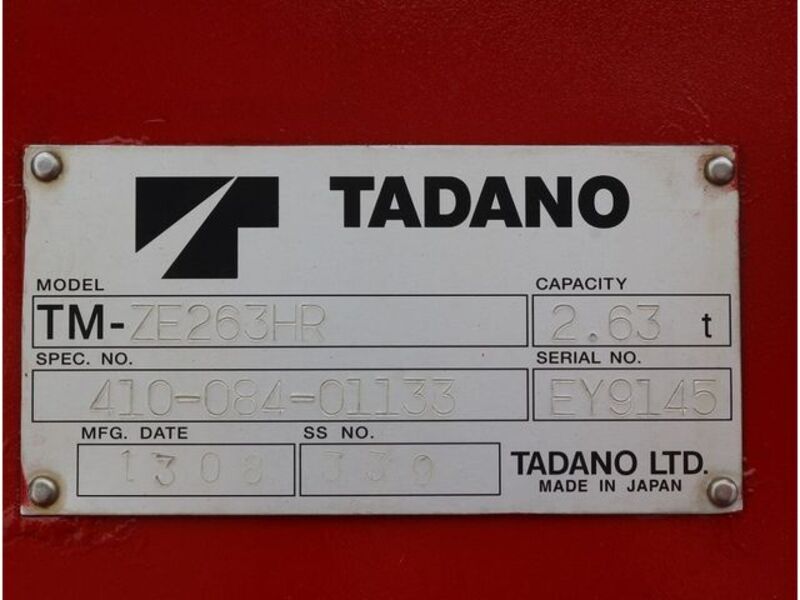 TADANO
MODEL CAPACITY
TM-ZE263HR 2.63 t
SPEC. NO. SERIAL NO.
410-084-01133 EY9145
MFG. DATE SS NO.
1308 330
TADANO LTD.
MADE IN JAPAN